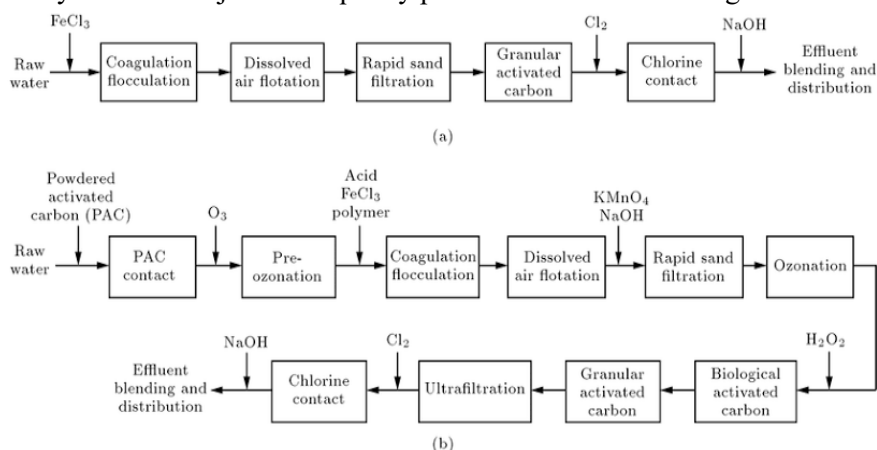 FeCl3
Cl2
NaOH
Raw
water
Coagulation
flocculation
Dissolved
air flotation
Rapid sand
filtration
Granular
activated
carbon
Chlorine
contact
Effluent
blending and
distribution
(a)
Powdered
activated
carbon (PAC)
O3
Acid
FeCl3
polymer
KMnO4
NaOH
Raw
water
PAC
contact
Pre-
ozonation
Coagulation
flocculation
Dissolved
air flotation
Rapid sand
filtration
Ozonation
NaOH
Cl2
H2O2
Effluent
blending and
distribution
Chlorine
contact
Ultrafiltration
Granular
activated
carbon
Biological
activated
carbon
(b)